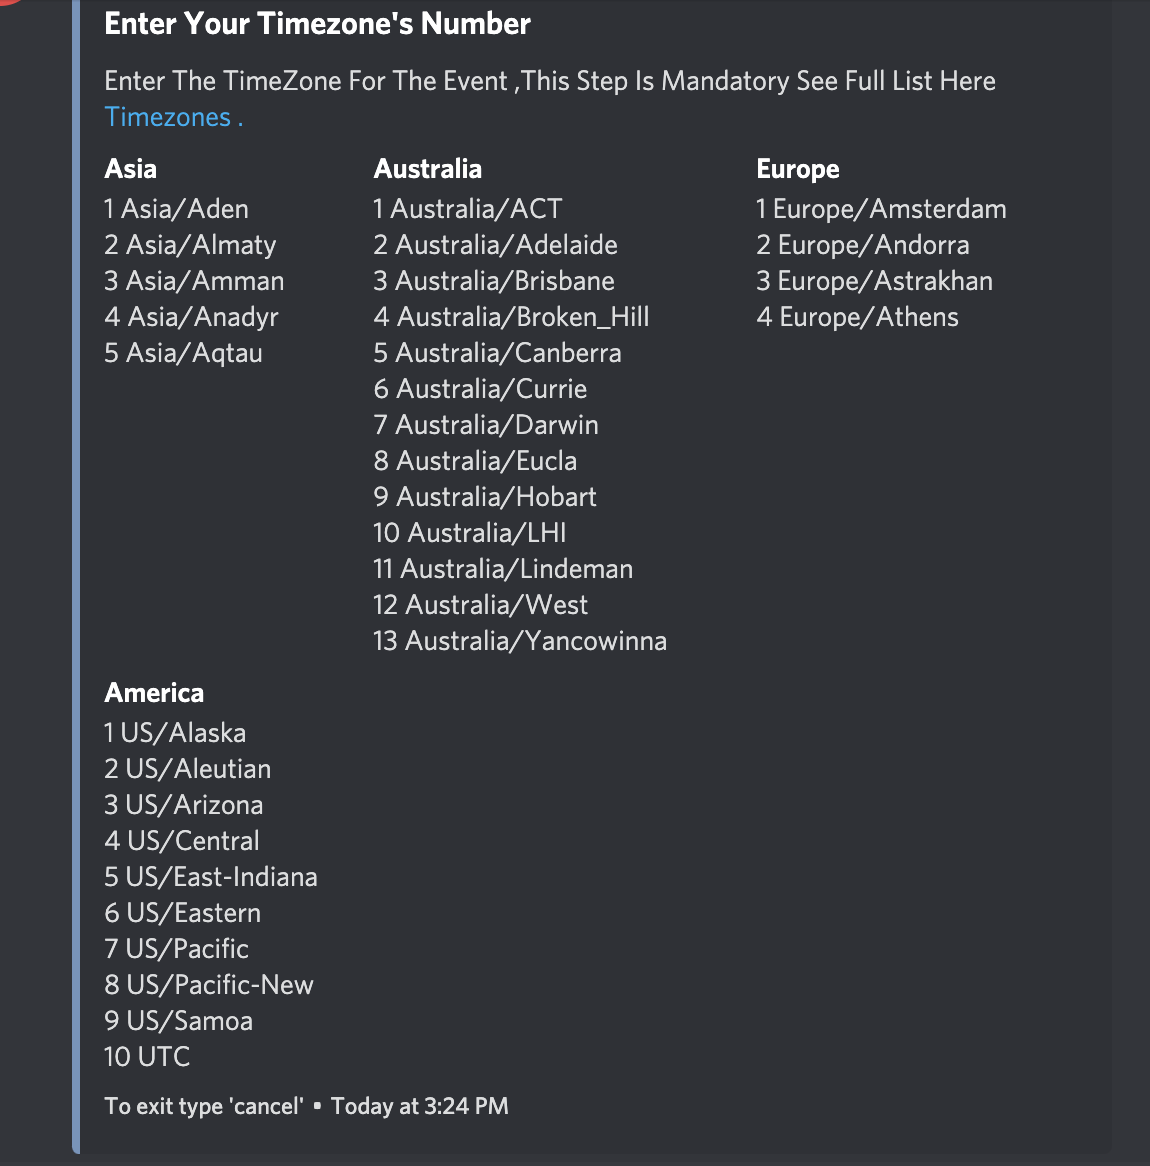 Enter Your Timezone's Number
Enter The TimeZone For The Event ,This Step Is Mandatory See Full List Here
Timezones .
Asia
1 Asia/Aden
2 Asia/Almaty
3 Asia/Amman
4 Asia/Anadyr
5 Asia/Aqtau
Australia
1 Australia/ACT
2 Australia/Adelaide
3 Australia/Brisbane
4 Australia/Broken_Hill
5 Australia/Canberra
6 Australia/Currie
7 Australia/Darwin
8 Australia/Eucla
9 Australia/Hobart
10 Australia/LHI
11 Australia/Lindeman
12 Australia/West
13 Australia/Yancowinna
Europe
1 Europe/Amsterdam
2 Europe/Andorra
3 Europe/Astrakhan
4 Europe/Athens
America
1 US/Alaska
2 US/Aleutian
3 US/Arizona
4 US/Central
5 US/East-Indiana
6 US/Eastern
7 US/Pacific
8 US/Pacific-New
9 US/Samoa
10 UTC
To exit type 'cancel' • Today at 3:24 PM